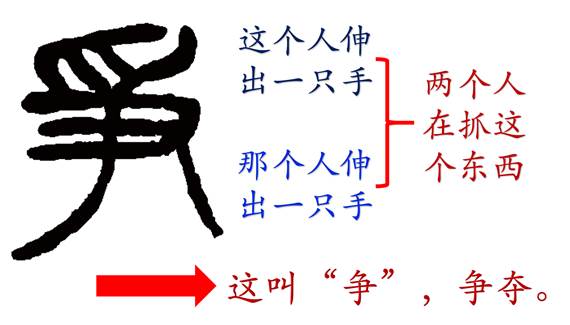 爭
这个人伸
出一只手
那个人伸
出一只手
两个人
在抓这
个东西
这叫“争”，争夺。